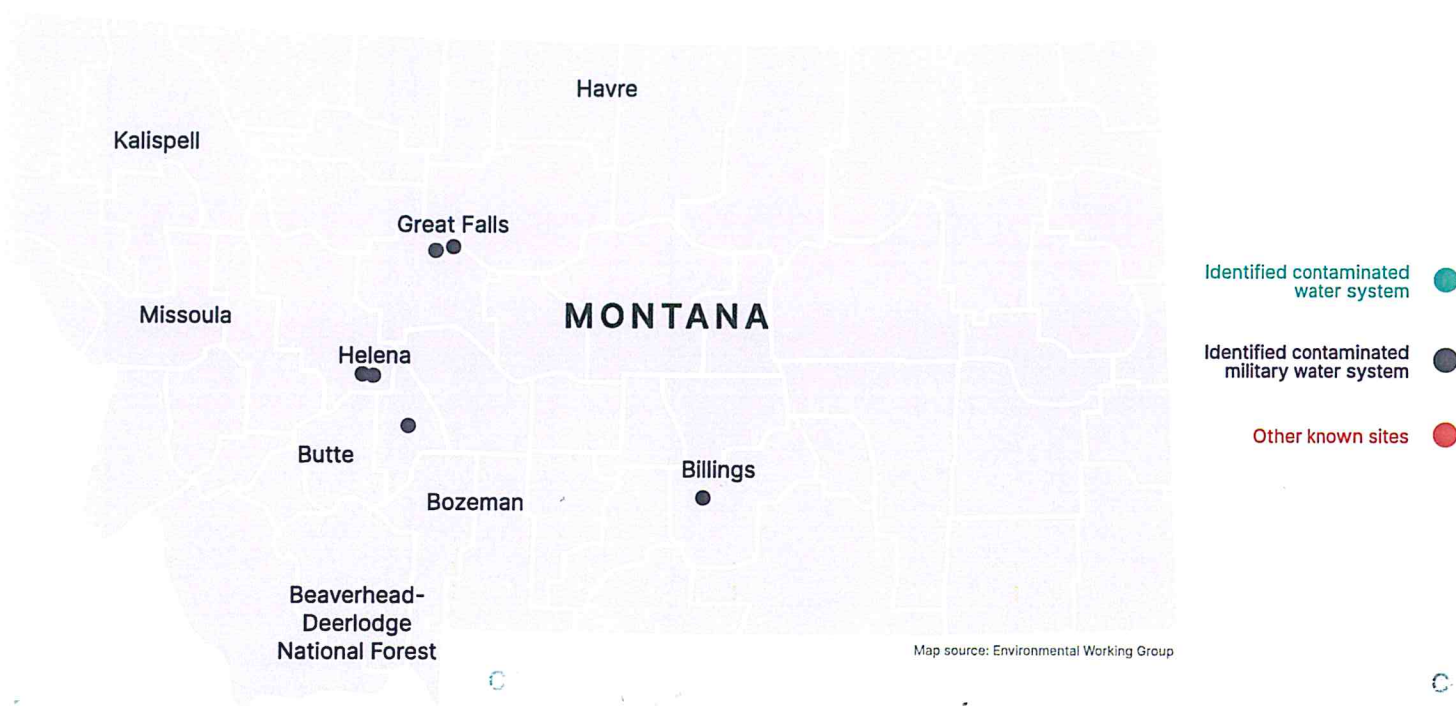 Havre
Kalispell
Great Falls
Identified contaminated
water system
Missoula
MONTANA
Helena
Identified contaminated
military water system
Other known sites
Butte
Billings
Bozeman
Beaverhead-
Deerlodge
National Forest
Map source: Environmental Working Group